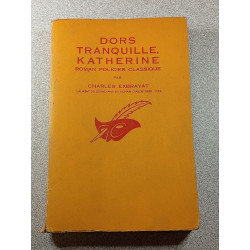 DORS
TRANQUILLE,
KATHERINE
ROMAN POLICIER CLASSIQUE
PAR
CHARLES EXBRAYAT